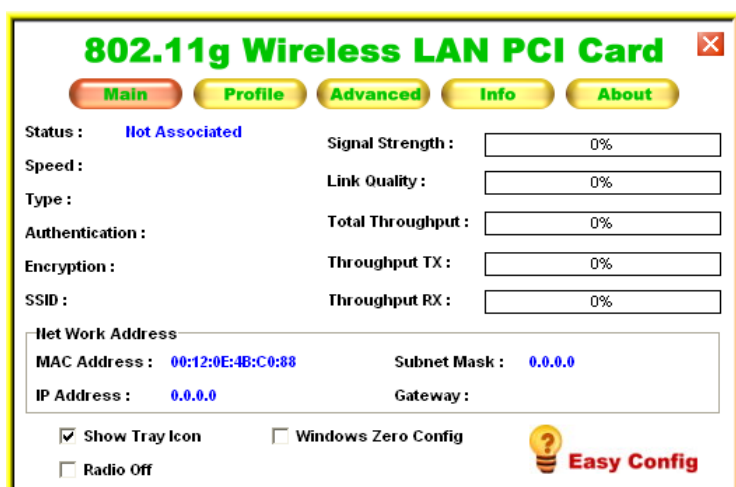 802.11g Wireless LAN PCI Card
Main Profile Advanced Info About
Status : Not Associated
Speed :
Type :
Authentication :
Encryption :
SSID :
Signal Strength : 0%
Link Quality : 0%
Total Throughput : 0%
Throughput TX : 0%
Throughput RX : 0%
Net Work Address
MAC Address : 00:12:0E:4B:C0:88 Subnet Mask : 0.0.0.0
IP Address : 0.0.0.0 Gateway :
Show Tray Icon Windows Zero Config
Radio Off
? Easy Config